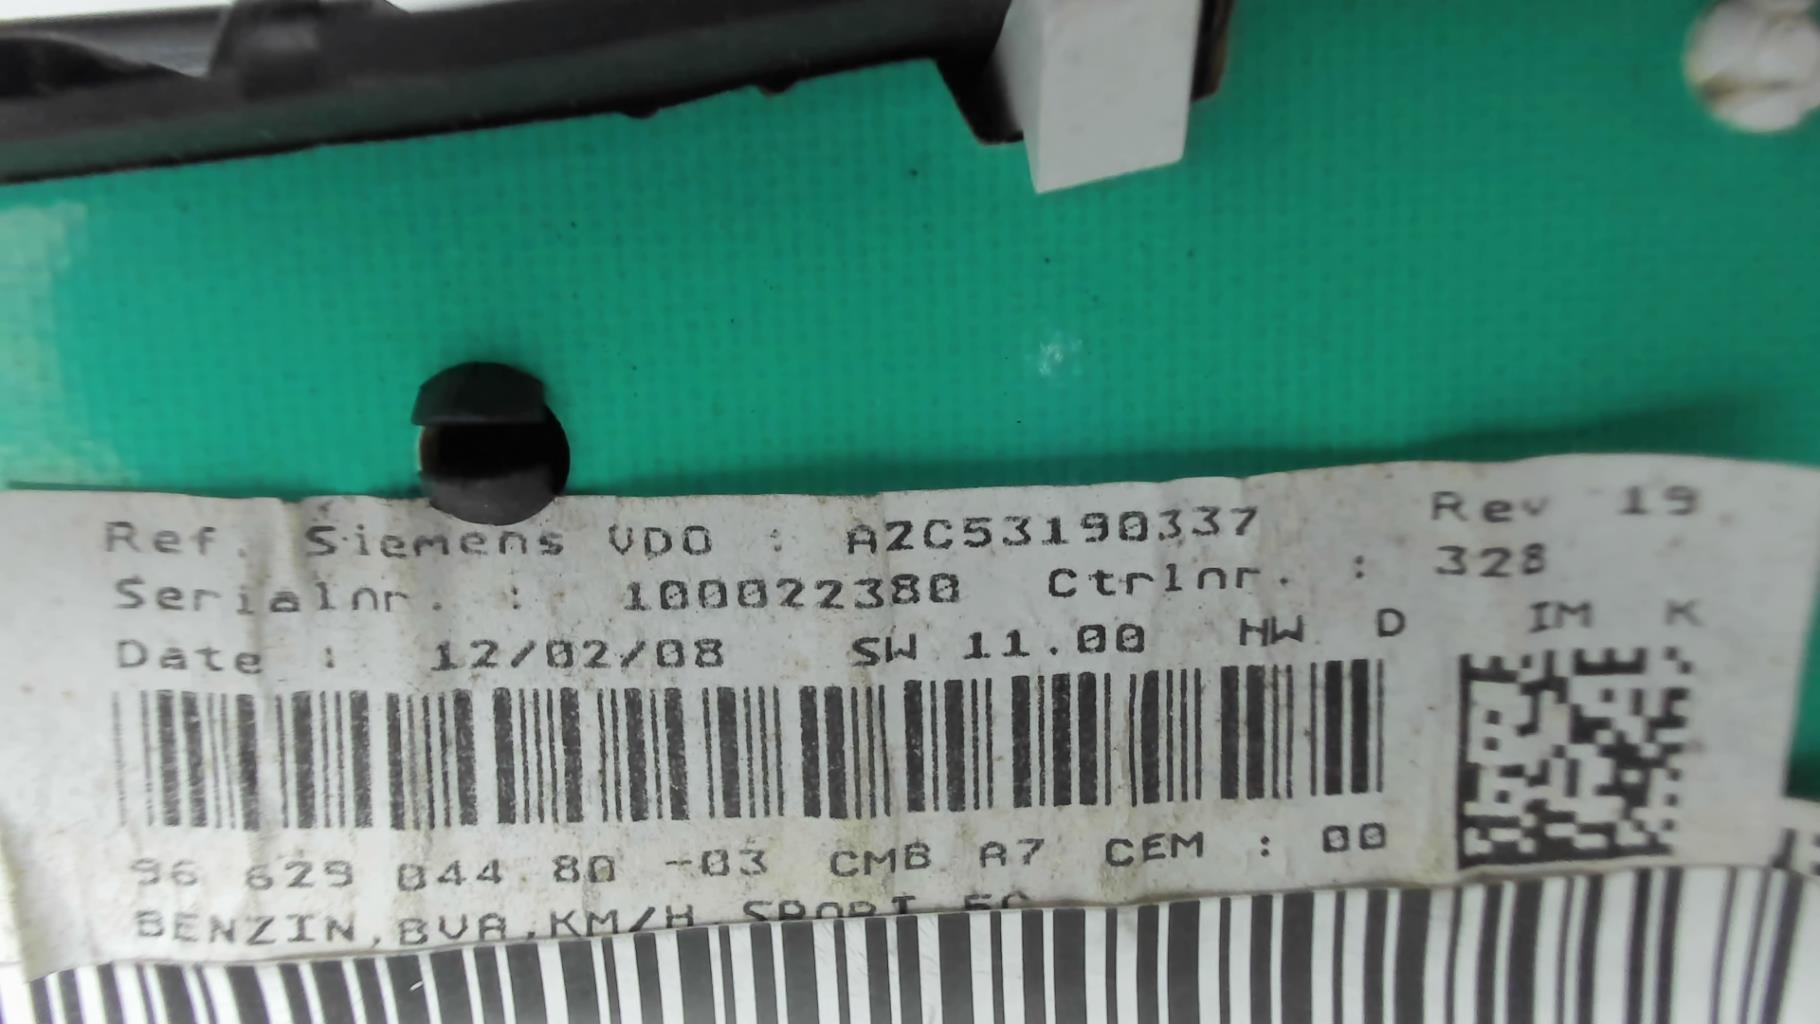 Ref. Siemens VDO : A2C53190337 Rev 19
Serialnr. : 100022380 Ctrlnr. : 328
Date : 12/02/08 SW 11.00 HW D IM K
96 629 044 80 -03 CMB A7 CEM : 00
BENZIN,BVA,KM/H SPORT